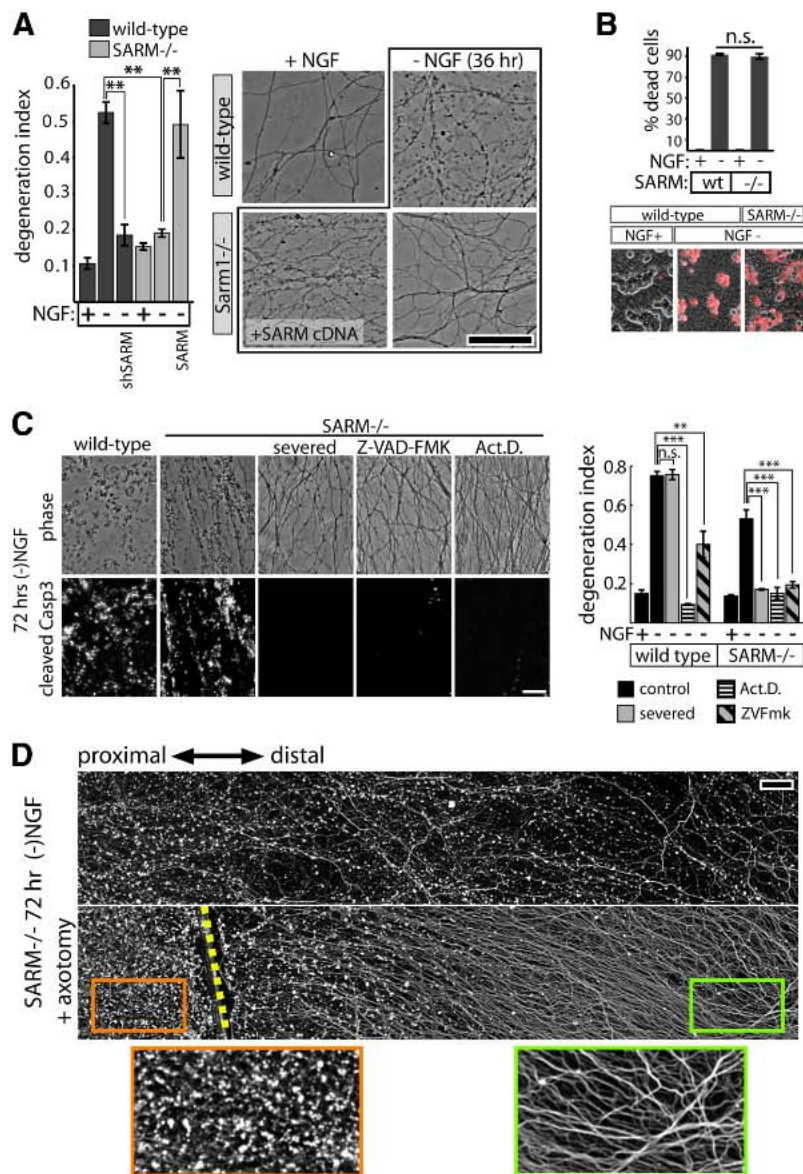 A
wild-type
SARM-/-
degeneration index
0.6
0.5
0.4
0.3
0.2
0.1
**
**
**
NGF: + - - + - -
shSARM
SARM
+ NGF
- NGF (36 hr)
wild-type
Sarm1-/-
+SARM cDNA
B
n.s.
% dead cells
90
70
50
30
10
NGF: + - + -
SARM: wt -/-
wild-type SARM-/-
NGF+ NGF -
C
SARM-/-
wild-type severed Z-VAD-FMK Act.D.
72 hrs (-)NGF
phase
cleaved Casp3
degeneration index
0.8
0.6
0.4
0.2
**
***
n.s.
***
***
***
NGF + - - - - + - - - -
wild type SARM-/-
control Act.D.
severed ZVFmk
D
proximal distal
SARM-/- 72 hr (-)NGF
+ axotomy